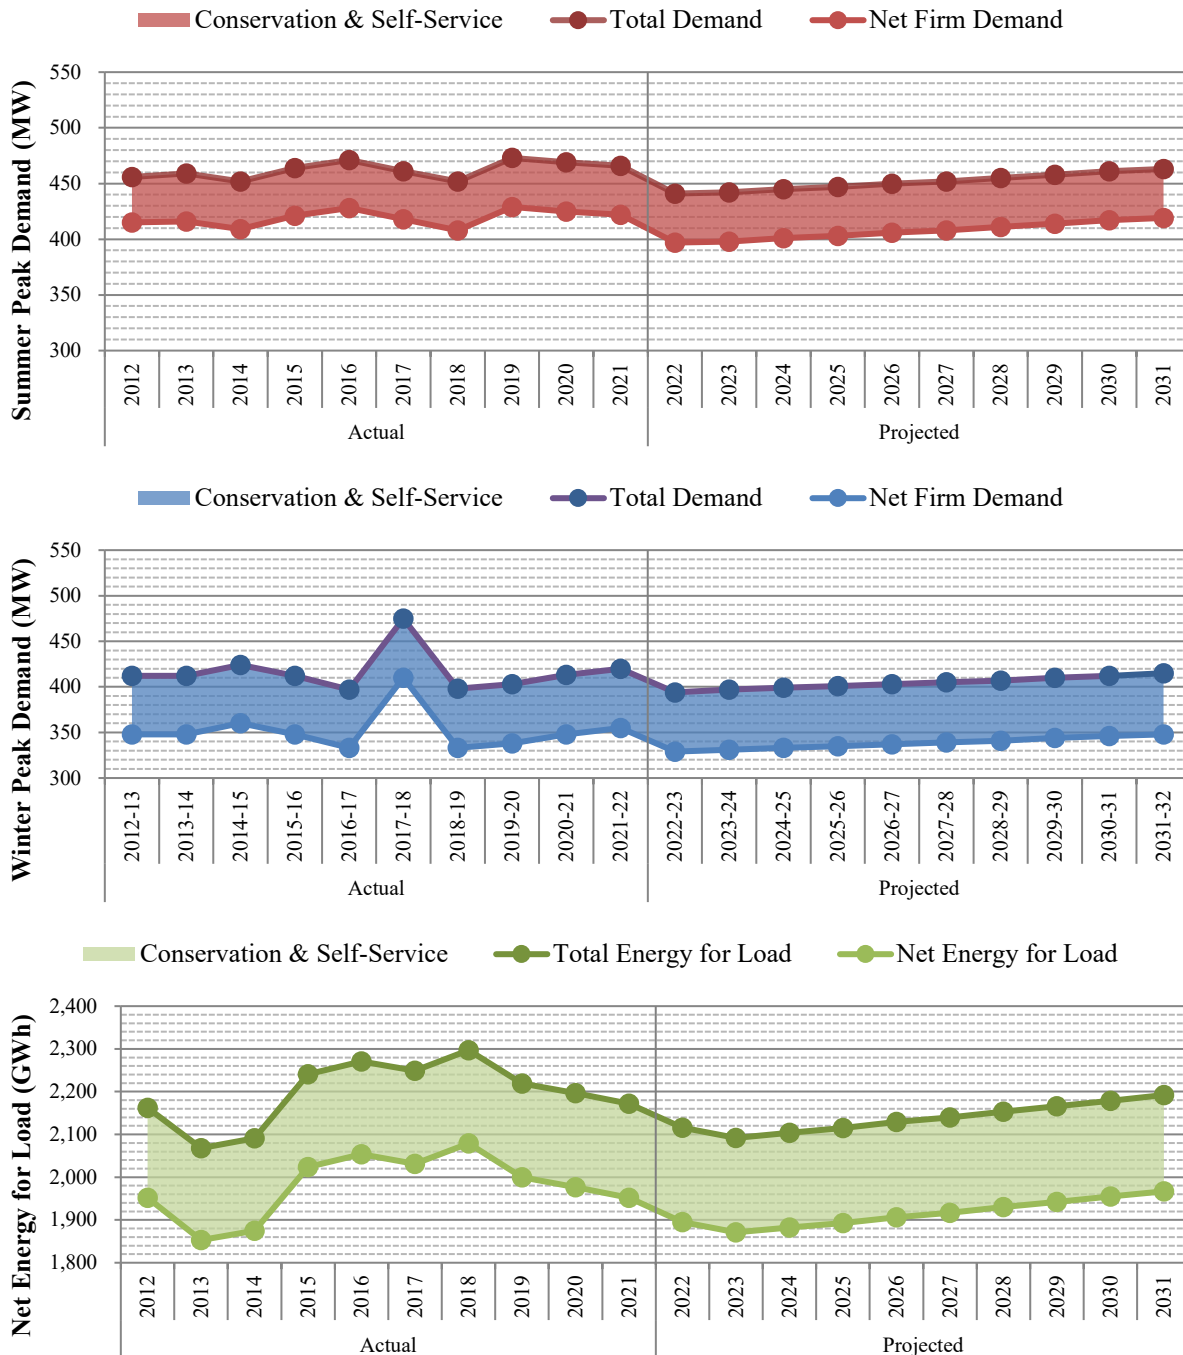 Conservation & Self-Service Total Demand Net Firm Demand
Summer Peak Demand (MW)
550
500
450
400
350
300
2012 2013 2014 2015 2016 2017 2018 2019 2020 2021 2022 2023 2024 2025 2026 2027 2028 2029 2030 2031
Actual Projected
Conservation & Self-Service Total Demand Net Firm Demand
Winter Peak Demand (MW)
550
500
450
400
350
300
2012-13 2013-14 2014-15 2015-16 2016-17 2017-18 2018-19 2019-20 2020-21 2021-22 2022-23 2023-24 2024-25 2025-26 2026-27 2027-28 2028-29 2029-30 2030-31 2031-32
Actual Projected
Conservation & Self-Service Total Energy for Load Net Energy for Load
Net Energy for Load (GWh)
2,400
2,300
2,200
2,100
2,000
1,900
1,800
2012 2013 2014 2015 2016 2017 2018 2019 2020 2021 2022 2023 2024 2025 2026 2027 2028 2029 2030 2031
Actual Projected